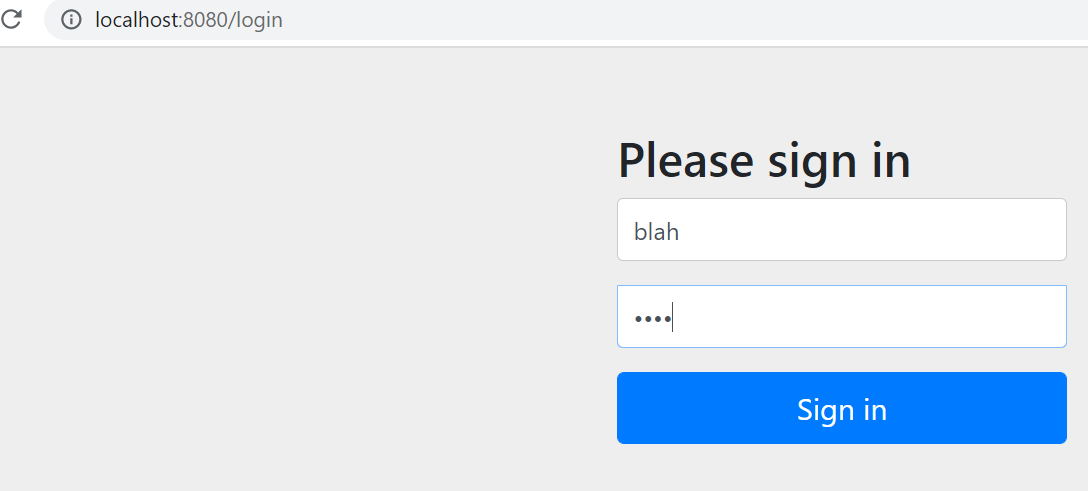 localhost:8080/login
Please sign in
blah
••••
Sign in